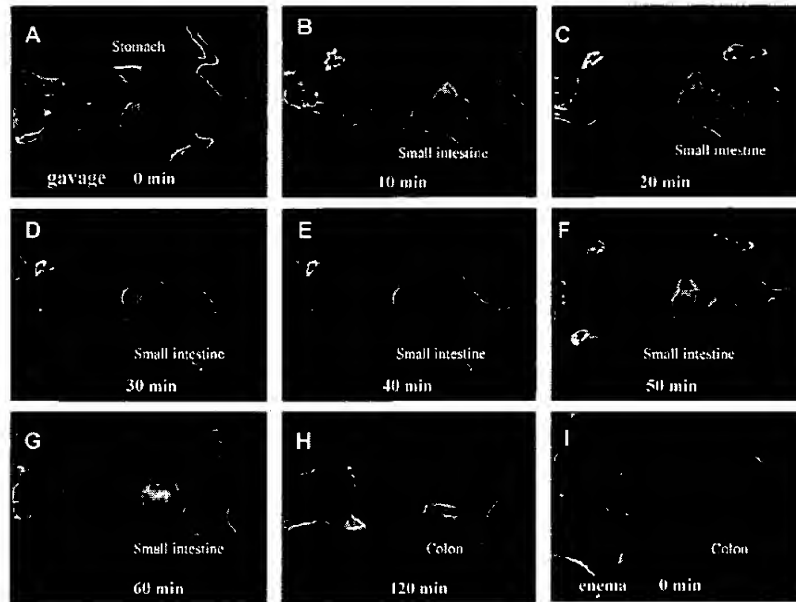 A
Stomach
gavage 0 min
B
Small intestine
10 min
C
Small intestine
20 min
D
Small intestine
30 min
E
Small intestine
40 min
F
Small intestine
50 min
G
Small intestine
60 min
H
Colon
120 min
I
Colon
enema 0 min